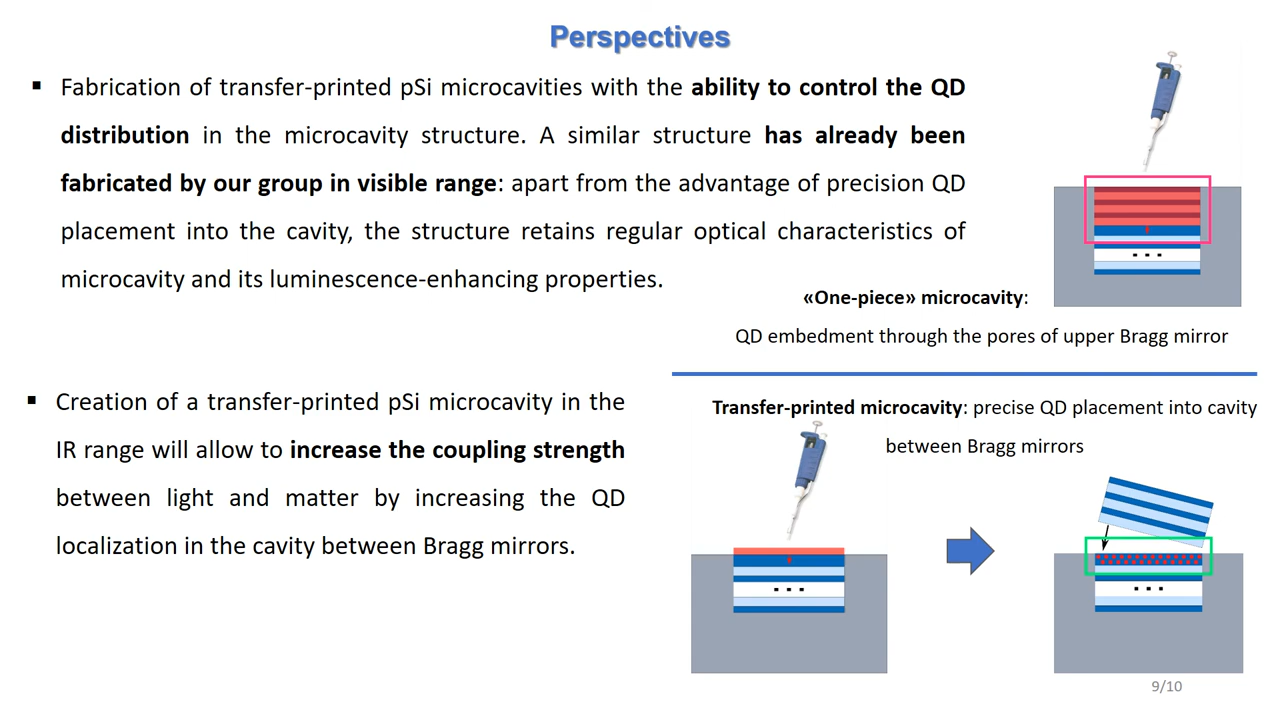 Perspectives
▪ Fabrication of transfer-printed pSi microcavities with the ability to control the QD
distribution in the microcavity structure. A similar structure has already been
fabricated by our group in visible range: apart from the advantage of precision QD
placement into the cavity, the structure retains regular optical characteristics of
microcavity and its luminescence-enhancing properties.
«One-piece» microcavity:
QD embedment through the pores of upper Bragg mirror
▪ Creation of a transfer-printed pSi microcavity in the
IR range will allow to increase the coupling strength
between light and matter by increasing the QD
localization in the cavity between Bragg mirrors.
Transfer-printed microcavity: precise QD placement into cavity
between Bragg mirrors
9/10